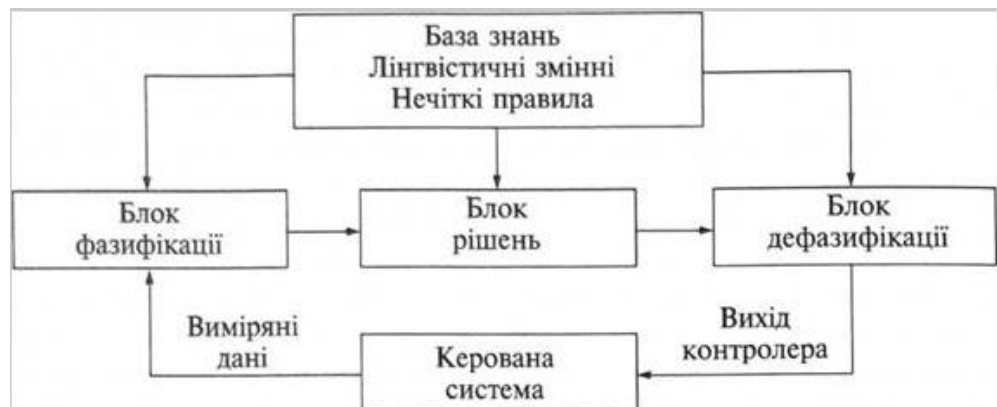 База знань
Лінгвістичні змінні
Нечіткі правила
Блок
фазифікації
Блок
рішень
Блок
дефазифікації
Виміряні
дані
Керована
система
Вихід
контролера